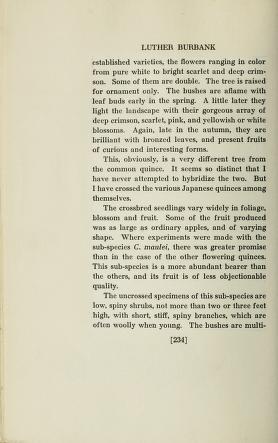 LUTHER BURBANK
established varieties, the flowers ranging in color
from pure white to bright scarlet and deep crim-
son. Some of them are double. The tree is raised
for ornament only. The bushes are aflame with
leaf buds early in the spring. A little later they
light the landscape with their gorgeous array of
deep crimson, scarlet, pink, and yellowish or white
blossoms. Again, late in the autumn, they are
brilliant with bronzed leaves, and present fruits
of curious and interesting forms.
This, obviously, is a very different tree from
the common quince. It seems so distinct that I
have never attempted to hybridize the two. But
I have crossed the various Japanese quinces among
themselves.
The crossbred seedlings vary widely in foliage,
blossom and fruit. Some of the fruit produced
was as large as ordinary apples, and of varying
shape. Where experiments were made with the
sub-species C. maulei, there was greater promise
than in the case of the other flowering quinces.
This sub-species is a more abundant bearer than
the others, and its fruit is of less objectionable
quality.
The uncrossed specimens of this sub-species are
low, spiny shrubs, not more than two or three feet
high, with short, stiff, spiny branches, which are
often woolly when young. The bushes are multi-
[234]